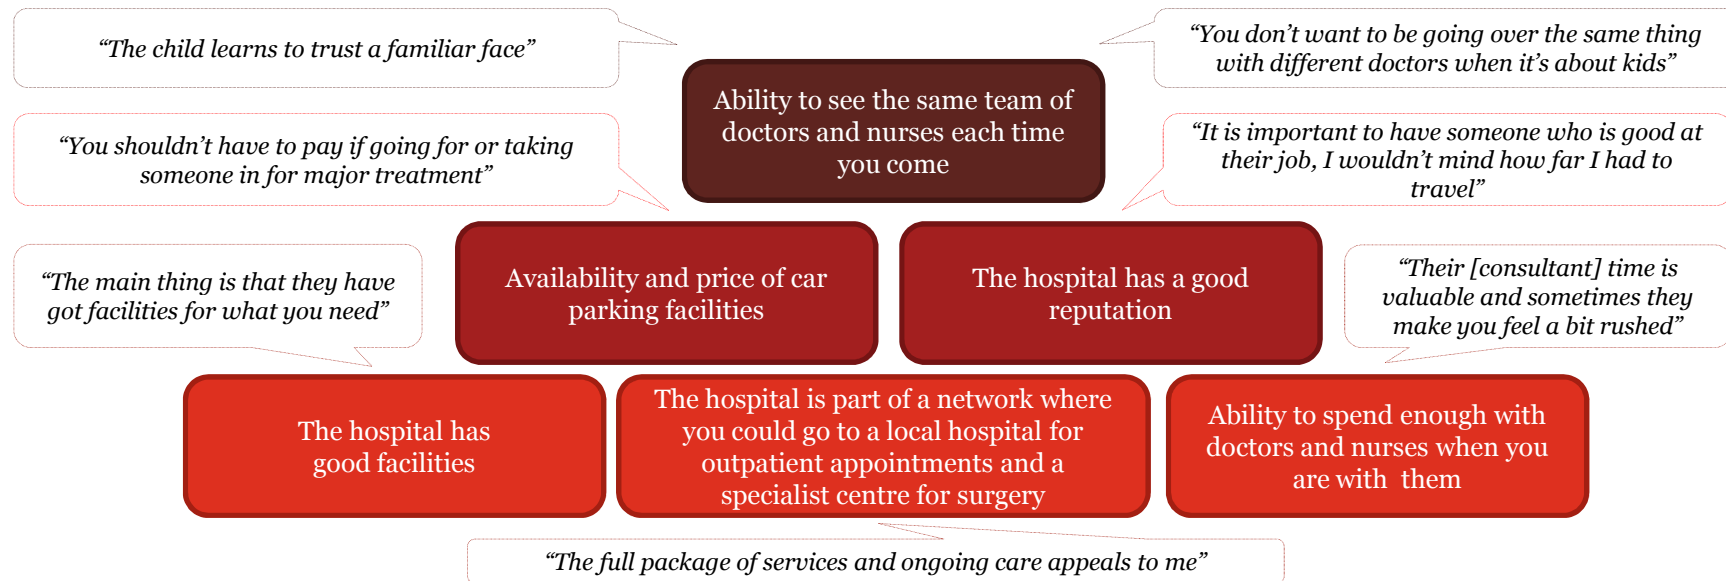 “The child learns to trust a familiar face”
“You don’t want to be going over the same thing
with different doctors when it’s about kids”
Ability to see the same team of
doctors and nurses each time
you come
“You shouldn’t have to pay if going for or taking
someone in for major treatment”
“It is important to have someone who is good at
their job, I wouldn’t mind how far I had to
travel”
“The main thing is that they have
got facilities for what you need”
Availability and price of car
parking facilities
The hospital has a good
reputation
“Their [consultant] time is
valuable and sometimes they
make you feel a bit rushed”
The hospital has
good facilities
The hospital is part of a network where
you could go to a local hospital for
outpatient appointments and a
specialist centre for surgery
Ability to spend enough with
doctors and nurses when you
are with  them
“The full package of services and ongoing care appeals to me”